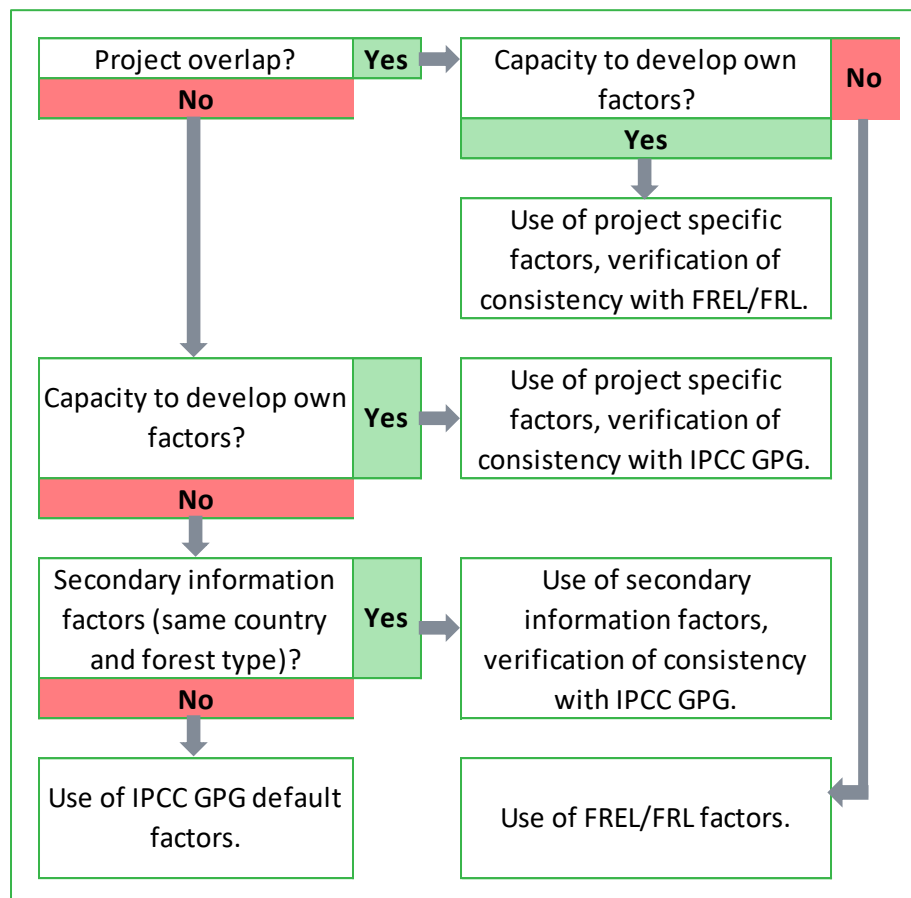 Project overlap?
Yes
No
Capacity to develop own
factors?
No
Yes
Use of project specific
factors, verification of
consistency with FREL/FRL.
Capacity to develop own
factors?
Yes
No
Use of project specific
factors, verification of
consistency with IPCC GPG.
Secondary information
factors (same country
and forest type)?
Yes
No
Use of secondary
information factors,
verification of consistency
with IPCC GPG.
Use of IPCC GPG default
factors.
Use of FREL/FRL factors.